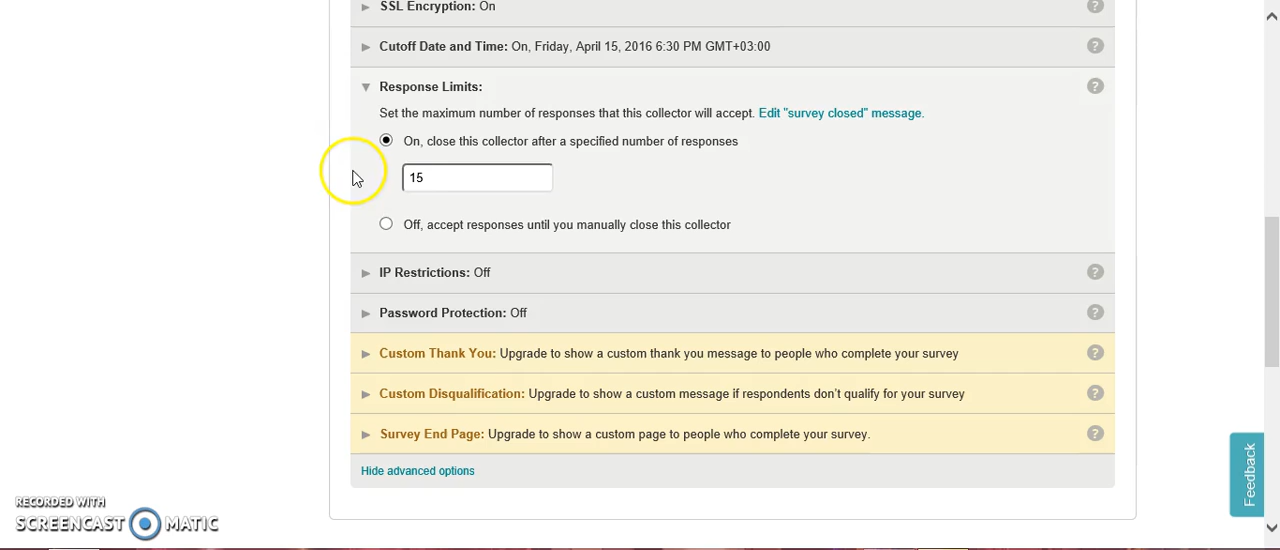 SSL Encryption: On
Cutoff Date and Time: On, Friday, April 15, 2016 6:30 PM GMT+03:00
Response Limits:
Set the maximum number of responses that this collector will accept. Edit "survey closed" message.
On, close this collector after a specified number of responses
15
Off, accept responses until you manually close this collector
IP Restrictions: Off
Password Protection: Off
Custom Thank You: Upgrade to show a custom thank you message to people who complete your survey
Custom Disqualification: Upgrade to show a custom message if respondents don't qualify for your survey
Survey End Page: Upgrade to show a custom page to people who complete your survey.
Hide advanced options
Feedback
RECORDED WITH
SCREENCAST MATIC